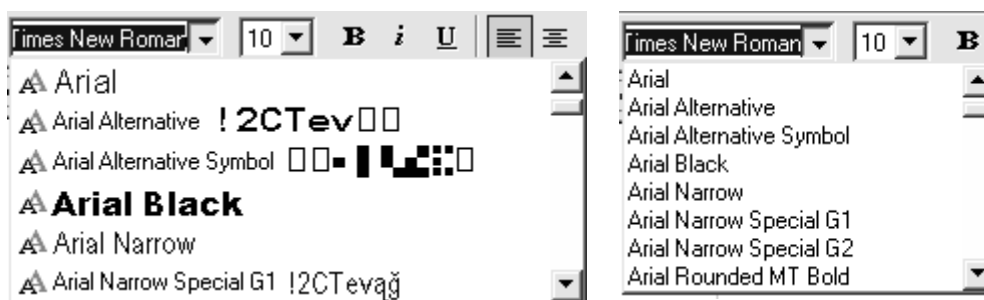 Times New Roman 10 B i U
Arial
Arial Alternative !2CTev□□
Arial Alternative Symbol
Arial Black
Arial Narrow
Arial Narrow Special G1 !2CTevąğ
Times New Roman 10 B
Arial
Arial Alternative
Arial Alternative Symbol
Arial Black
Arial Narrow
Arial Narrow Special G1
Arial Narrow Special G2
Arial Rounded MT Bold